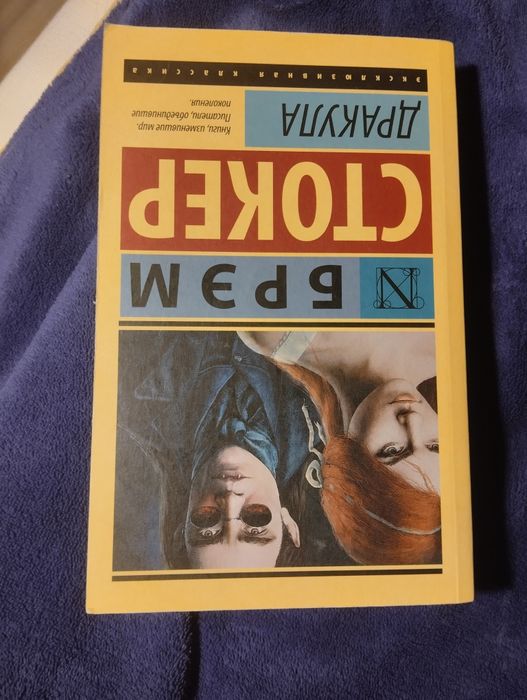 БРЭМ
СТОКЕР
ДРАКУЛА
Книги, изменившие мир.
Писатели, объединившие
поколения.
ЭКСКЛЮЗИВНАЯ КЛАССИКА